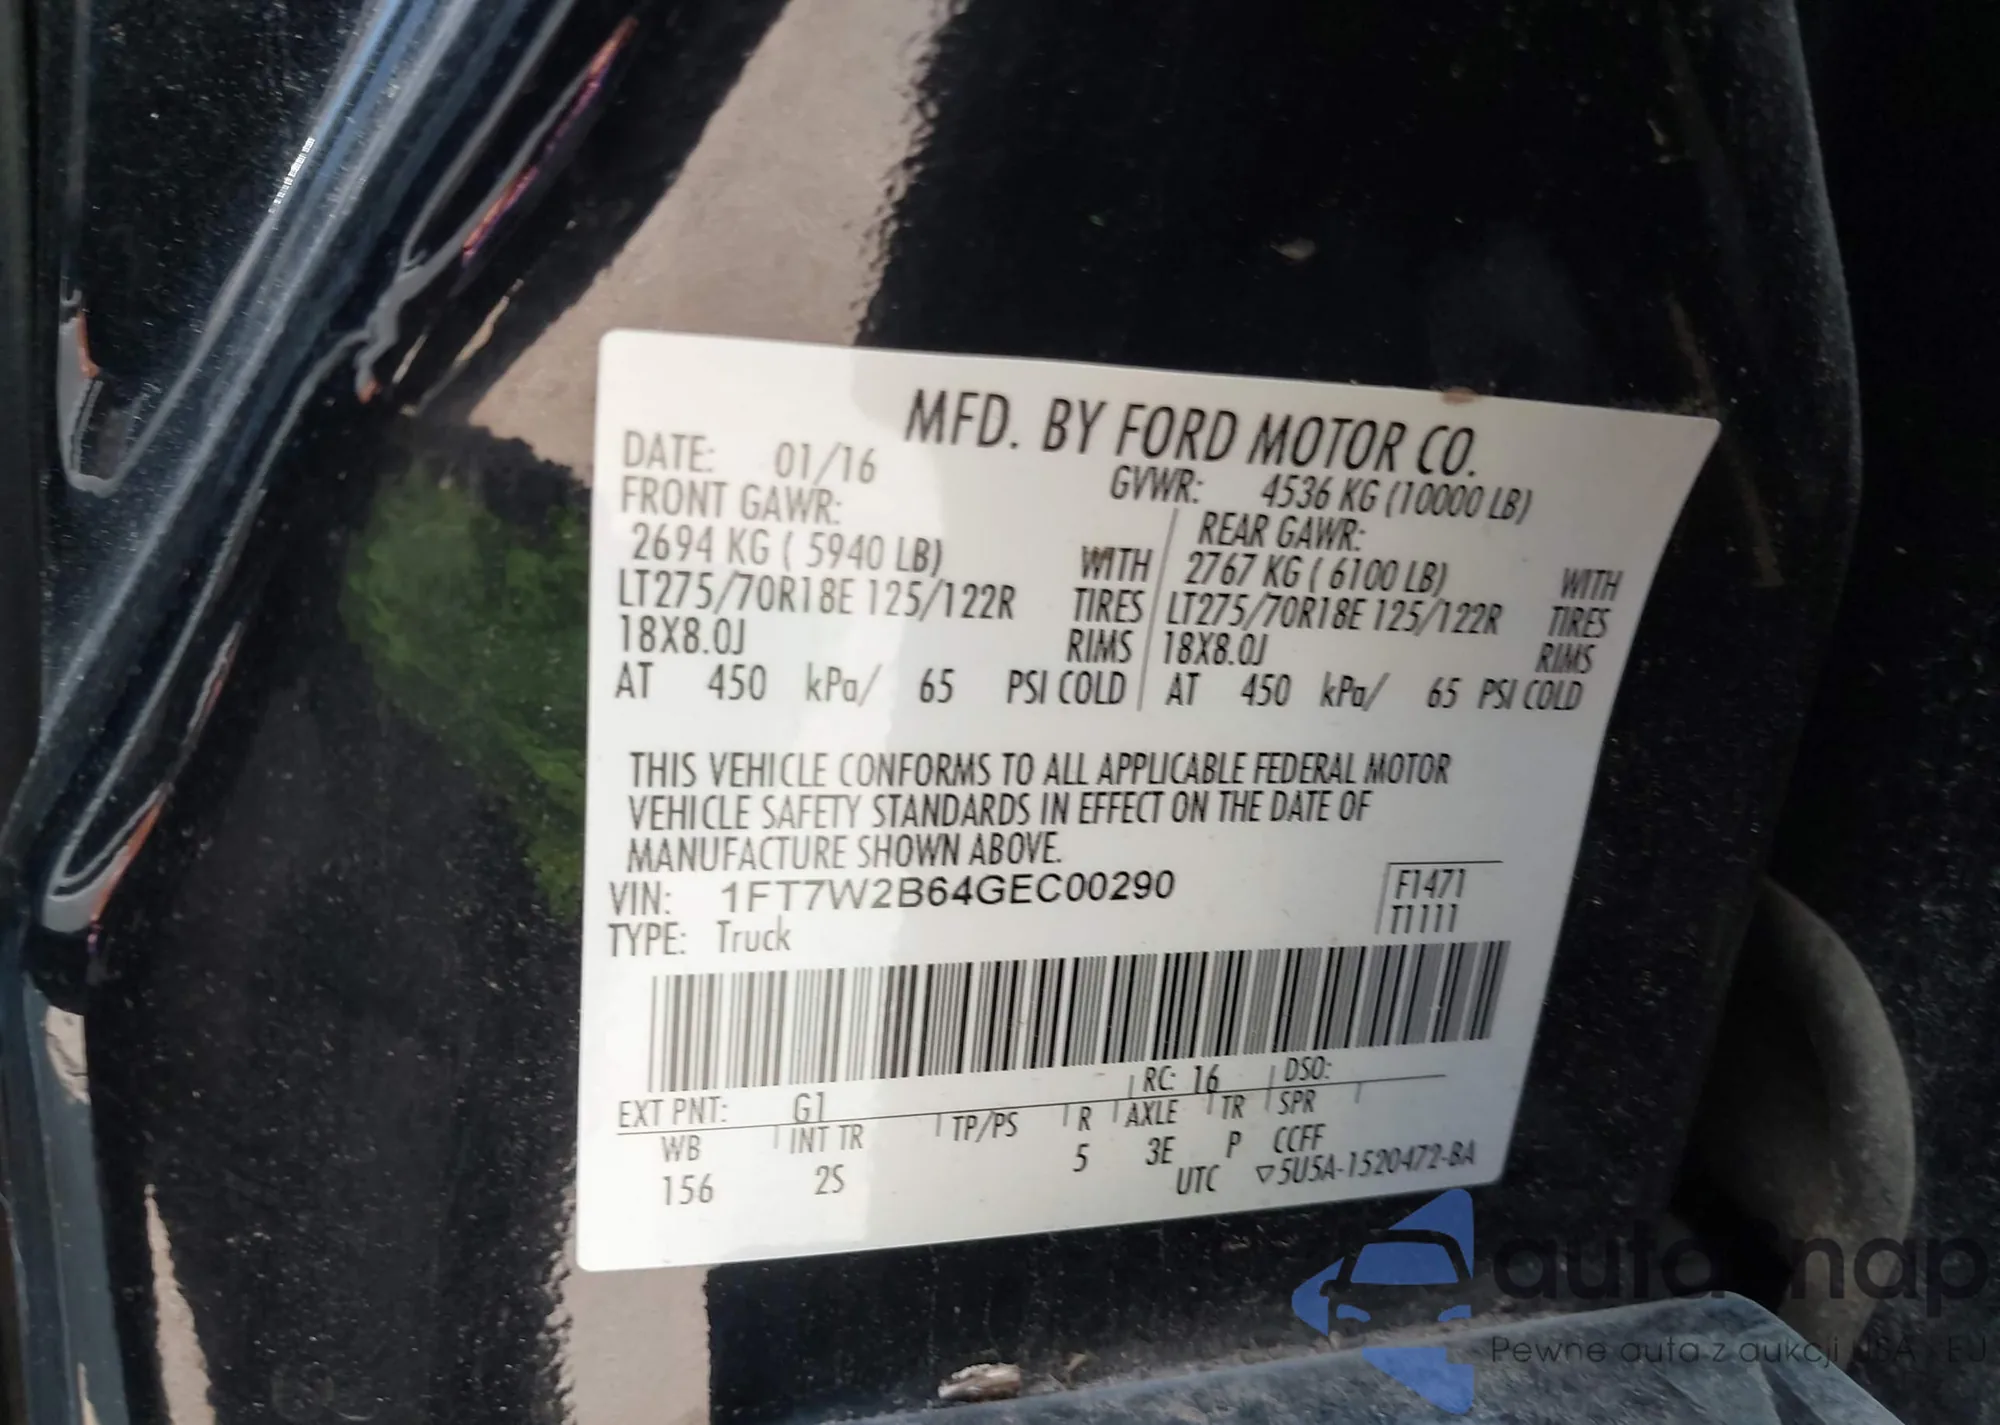 MFD. BY FORD MOTOR CO.
DATE: 01/16 GVWR: 4536 KG (10000 LB)
FRONT GAWR: REAR GAWR:
2694 KG ( 5940 LB) WITH 2767 KG ( 6100 LB) WITH
LT275/70R18E 125/122R TIRES LT275/70R18E 125/122R TIRES
18X8.0J RIMS 18X8.0J RIMS
AT 450 kPa/ 65 PSI COLD AT 450 kPa/ 65 PSI COLD
THIS VEHICLE CONFORMS TO ALL APPLICABLE FEDERAL MOTOR
VEHICLE SAFETY STANDARDS IN EFFECT ON THE DATE OF
MANUFACTURE SHOWN ABOVE.
VIN: 1FT7W2B64GEC00290 F1471
TYPE: Truck T1111
EXT PNT: G1 RC: 16 DSO:
WB INT TR TP/PS R AXLE TR SPR
156 2S 5 3E P CCFF
UTC ▽5U5A-1520472-BA
Pewne auta z aukcji USA